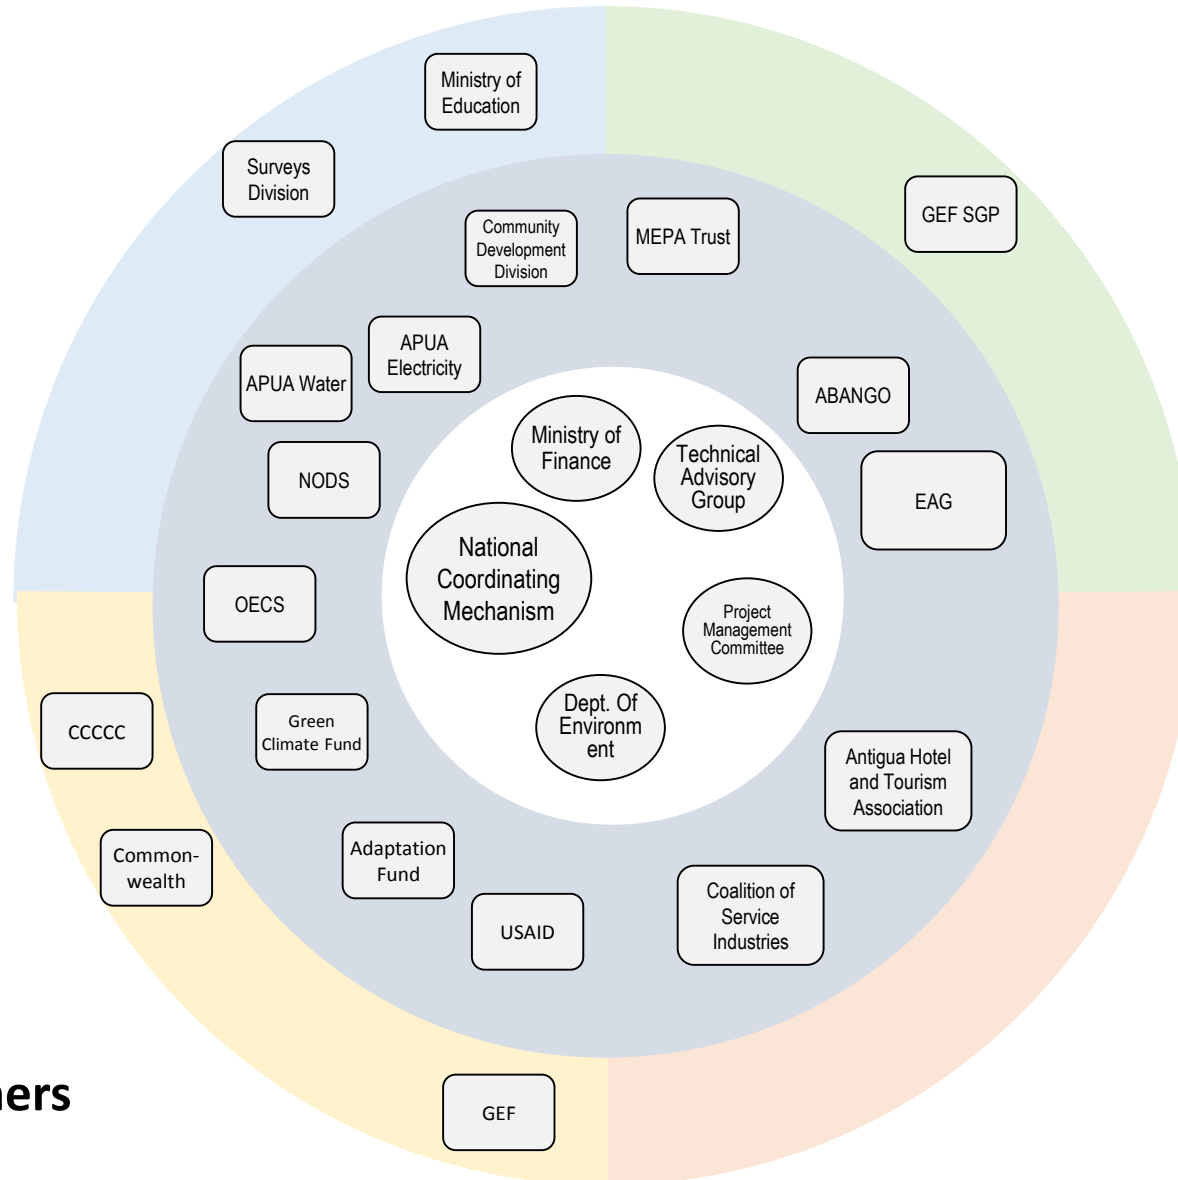 Ministry of
Education
Surveys
Division
GEF SGP
Community
Development
Division
MEPA Trust
APUA
Electricity
APUA Water
ABANGO
NODS
EAG
Ministry of
Finance
Technical
Advisory
Group
National
Coordinating
Mechanism
OECS
Project
Management
Committee
Dept. Of
Environm
ent
CCCCC
Green
Climate Fund
Antigua Hotel
and Tourism
Association
Common-
wealth
Adaptation
Fund
USAID
Coalition of
Service
Industries
ners
GEF